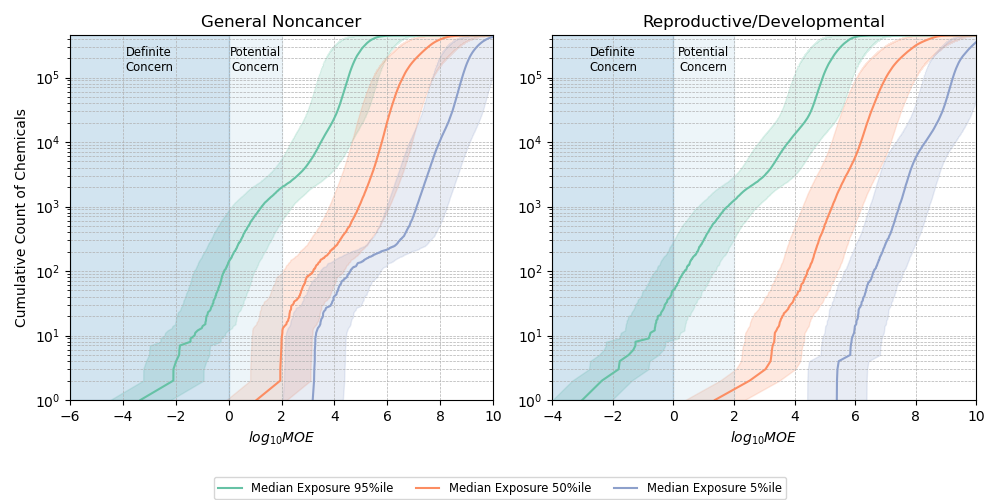 General Noncancer
Reproductive/Developmental
Definite
Concern
Potential
Concern
Definite
Concern
Potential
Concern
Cumulative Count of Chemicals
10⁵
10⁴
10³
10²
10¹
10⁰
−6 −4 −2 0 2 4 6 8 10
log₁₀MOE
10⁵
10⁴
10³
10²
10¹
10⁰
−4 −2 0 2 4 6 8 10
log₁₀MOE
Median Exposure 95%ile Median Exposure 50%ile Median Exposure 5%ile